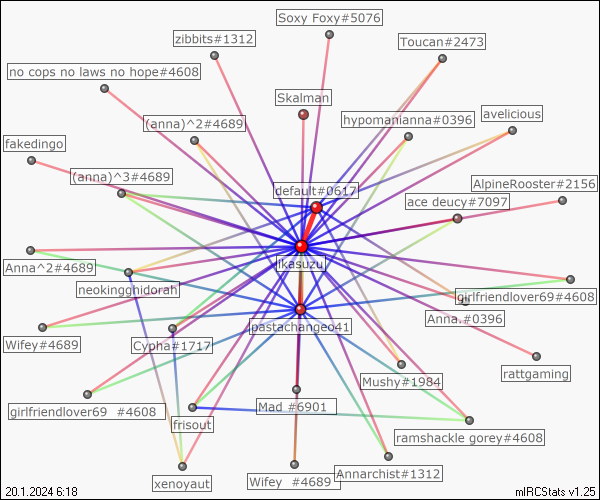 Soxy Foxy#5076
zibbits#1312
Toucan#2473
no cops no laws no hope#4608
Skalman
(anna)^2#4689
hypomanianna#0396
avelicious
fakedingo
(anna)^3#4689
default#0617
ace deucy#7097
AlpineRooster#2156
ikasuzu
Anna^2#4689
neokingghidorah
girlfriendlover69#4608
Anna.#0396
pastachangeo41
Wifey#4689
Cypha#1717
rattgaming
Mushy#1984
girlfriendlover69 #4608
frisout
Mad #6901
ramshackle gorey#4608
xenoyaut
Wifey #4689
Annarchist#1312
20.1.2024 6:18
mIRCStats v1.25